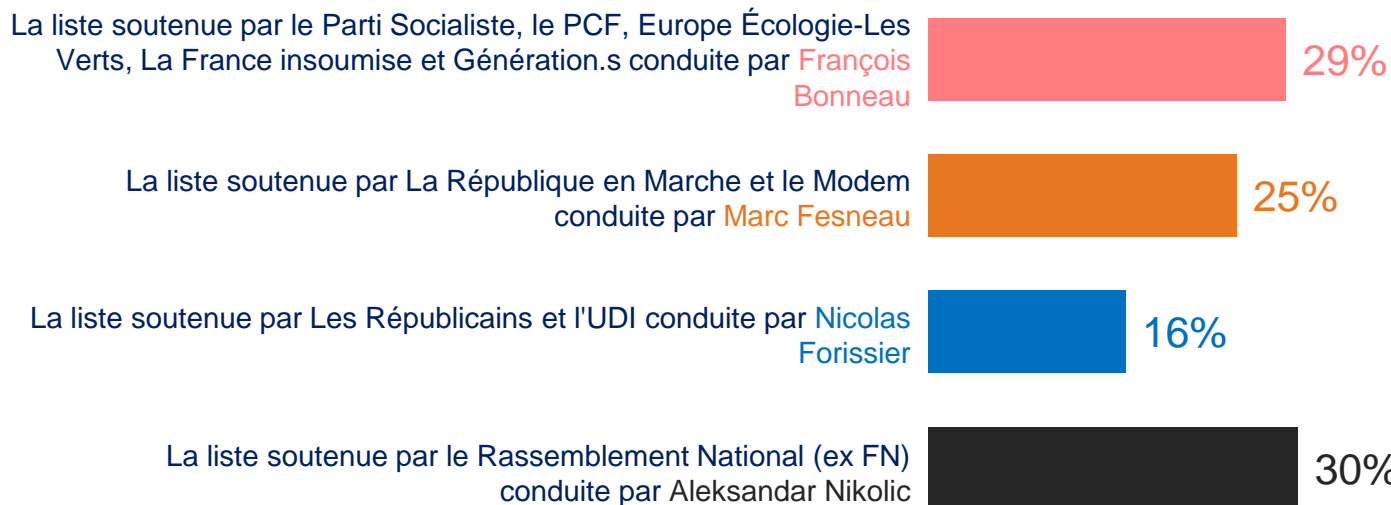 La liste soutenue par le Parti Socialiste, le PCF, Europe Écologie-Les
Verts, La France insoumise et Génération.s conduite par François
Bonneau
29%
La liste soutenue par La République en Marche et le Modem
conduite par Marc Fesneau
25%
La liste soutenue par Les Républicains et l'UDI conduite par Nicolas
Forissier
16%
La liste soutenue par le Rassemblement National (ex FN)
conduite par Aleksandar Nikolic
30%